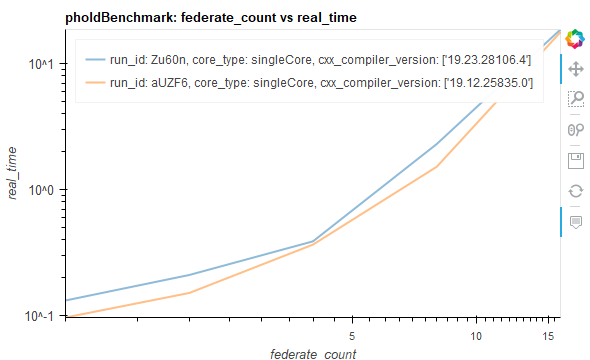 pholdBenchmark: federate_count vs real_time
run_id: Zu60n, core_type: singleCore, cxx_compiler_version: ['19.23.28106.4']
run_id: aUZF6, core_type: singleCore, cxx_compiler_version: ['19.12.25835.0']
10^1
10^0
10^-1
real_time
5 10 15
federate_count